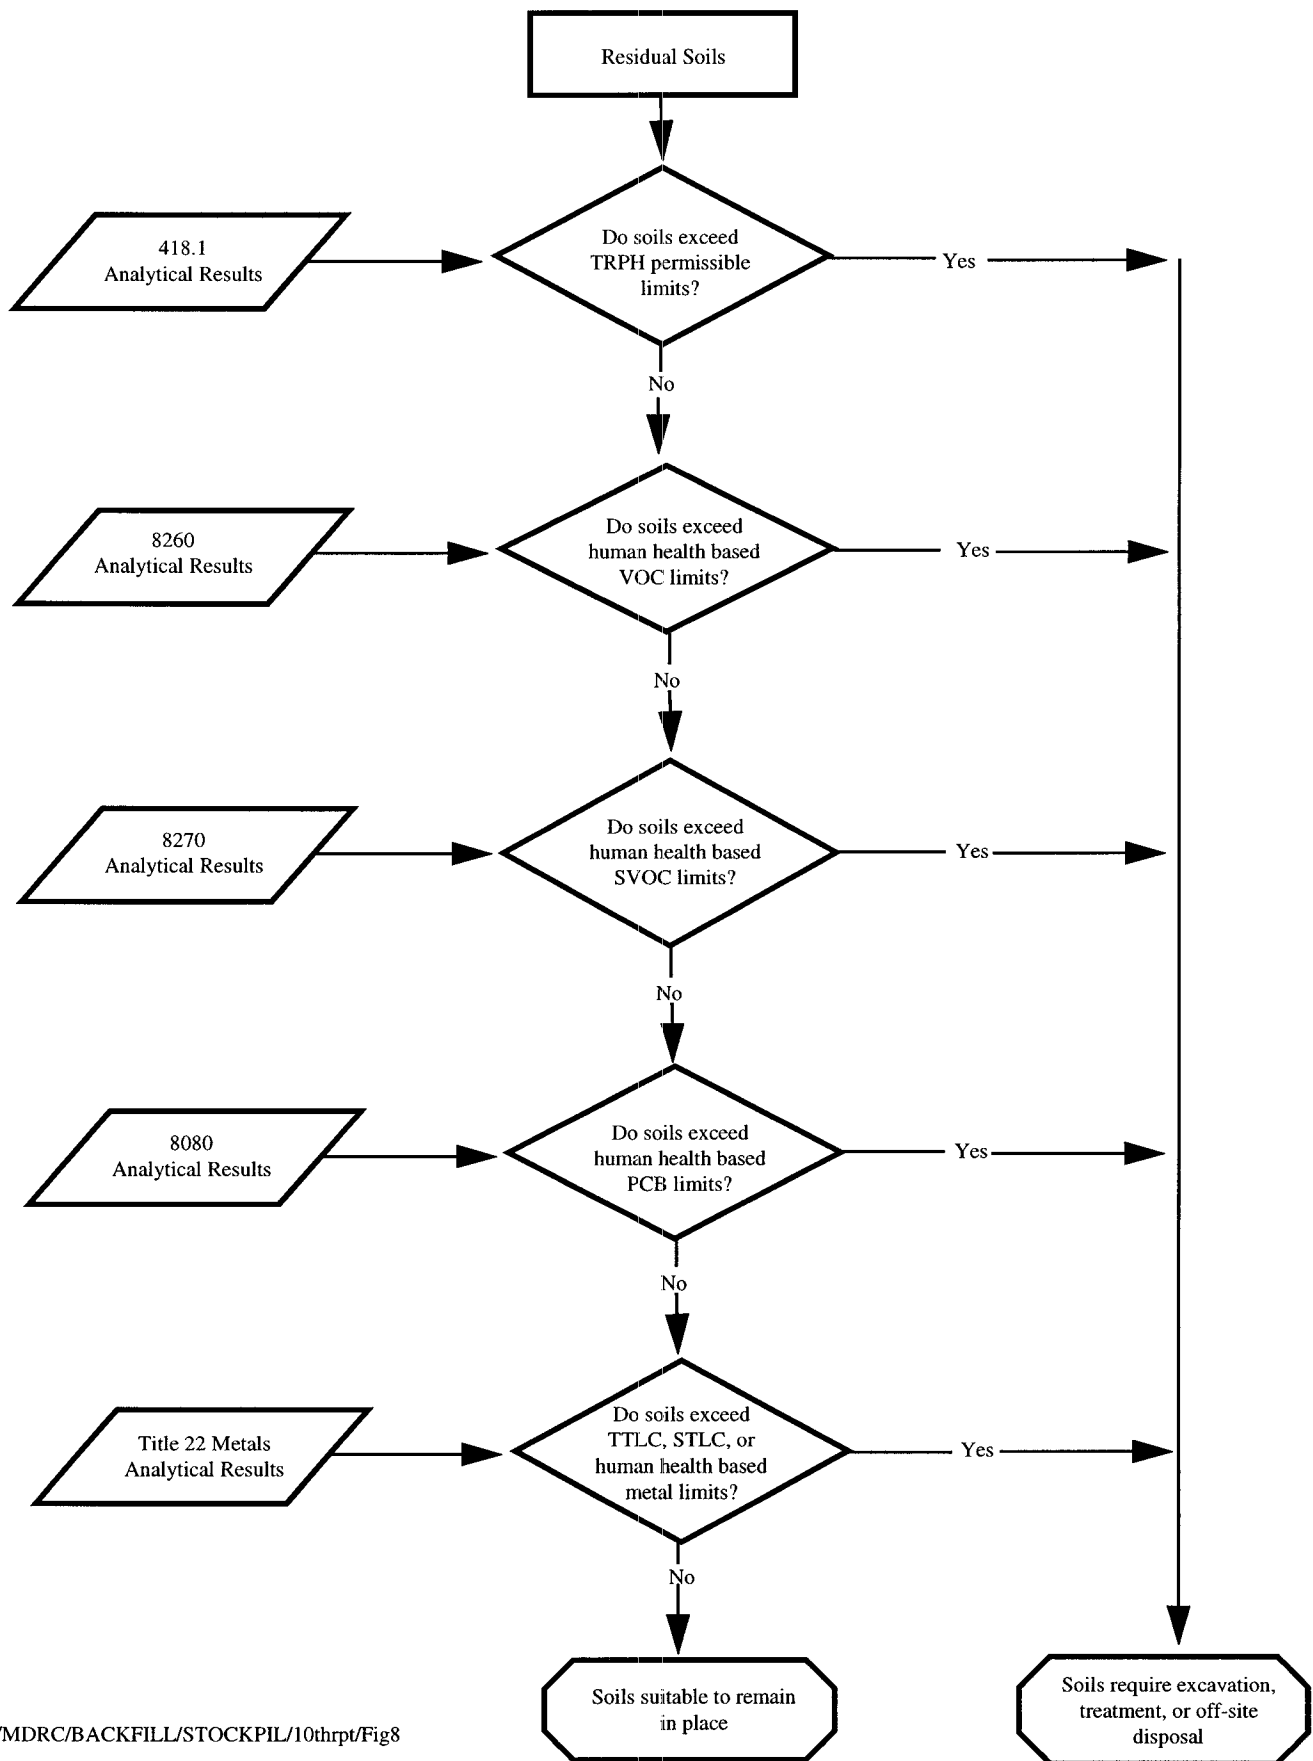 Residual Soils
418.1
Analytical Results
Do soils exceed
TRPH permissible
limits?
Yes
No
8260
Analytical Results
Do soils exceed
human health based
VOC limits?
Yes
No
8270
Analytical Results
Do soils exceed
human health based
SVOC limits?
Yes
No
8080
Analytical Results
Do soils exceed
human health based
PCB limits?
Yes
No
Title 22 Metals
Analytical Results
Do soils exceed
TTLC, STLC, or
human health based
metal limits?
Yes
No
Soils suitable to remain
in place
Soils require excavation,
treatment, or off-site
disposal
/MDRC/BACKFILL/STOCKPIL/10thrpt/Fig8